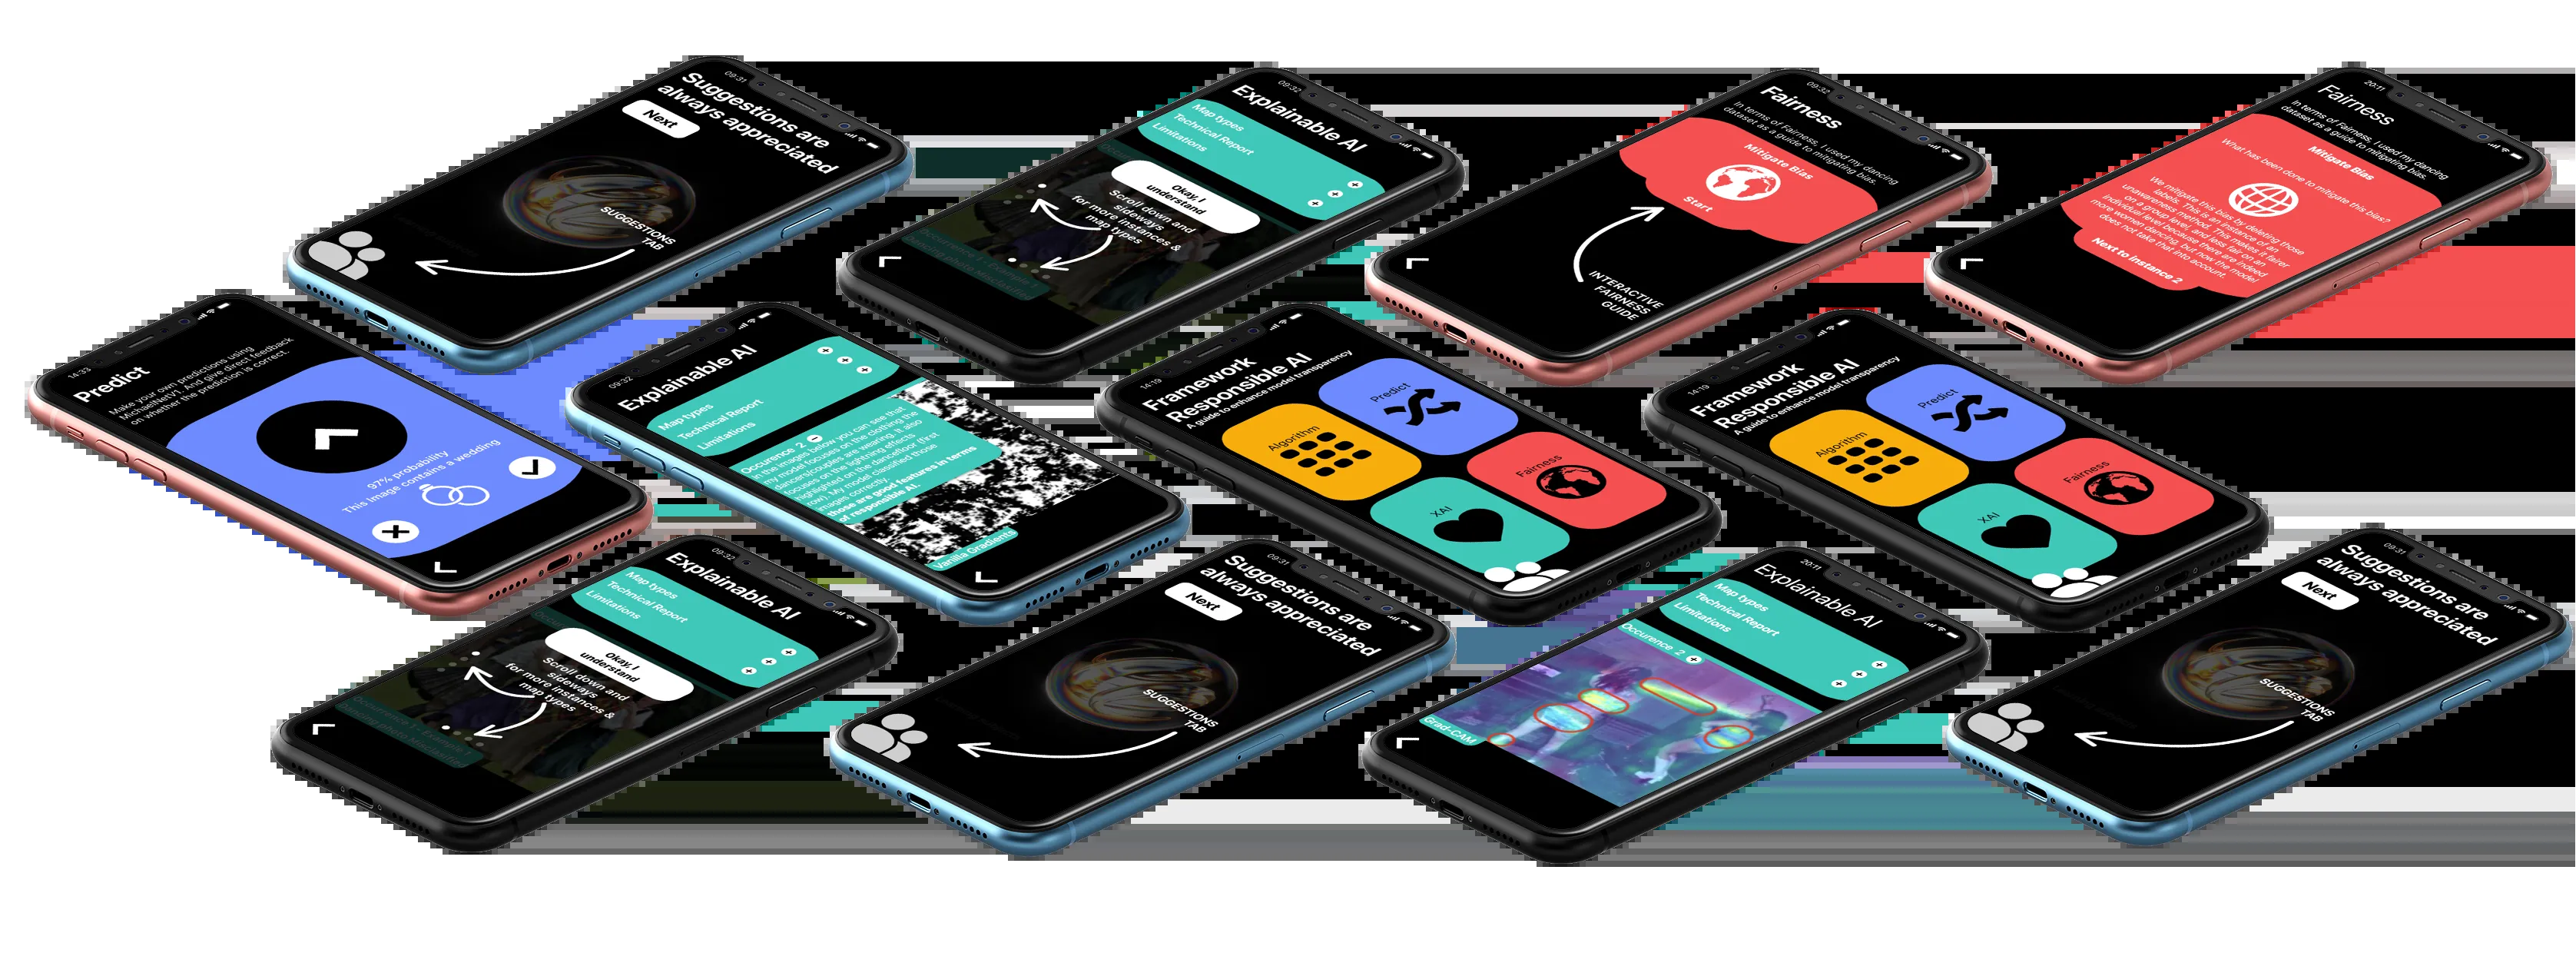 09:31
Suggestions are
always appreciated
Next
SUGGESTIONS
TAB
09:32
Explainable AI
Map types
Technical Report
Limitations
Okay, I
understand
Scroll down and
sideways
for more instances &
map types
09:32
Fairness
In terms of Fairness, I used my dancing
dataset as a guide to mitigating bias.
Mitigate Bias
Start
INTERACTIVE
FAIRNESS
GUIDE
20:11
Fairness
In terms of Fairness, I used my dancing
dataset as a guide to mitigating bias.
Mitigate Bias
What has been done to mitigate this bias?
We mitigate this bias by deleting those
labels. This is an instance of an
unawareness method. This makes it fairer
on a group level, and less fair on an
individual level because there are indeed
more women dancing, but now the model
does not take that into account.
Next to instance 2
14:33
Predict
Make your own predictions using
MichaelNetV1. And give direct feedback
on whether the prediction is correct.
97% probability
This image contains a wedding
09:32
Explainable AI
Map types
Technical Report
Limitations
Occurence 2
In the images below you can see that
my model focuses on the clothing the
dancers/couples are wearing. It also
focuses on the lightning effects
highlighted on the dancefloor (first
row). My model classified those
images correctly.
those are good features in terms
of responsible AI.
Vanilla Gradients
14:19
Framework
Responsible AI
A guide to enhance model transparency
Predict
Algorithm
Fairness
XAI
14:19
Framework
Responsible AI
A guide to enhance model transparency
Predict
Algorithm
Fairness
XAI
09:32
Explainable AI
Map types
Technical Report
Limitations
Okay, I
understand
Scroll down and
sideways
for more instances &
map types
09:31
Suggestions are
always appreciated
Next
SUGGESTIONS
TAB
20:11
Explainable AI
Map types
Technical Report
Limitations
Occurence 2
Grad-CAM
09:31
Suggestions are
always appreciated
Next
SUGGESTIONS
TAB